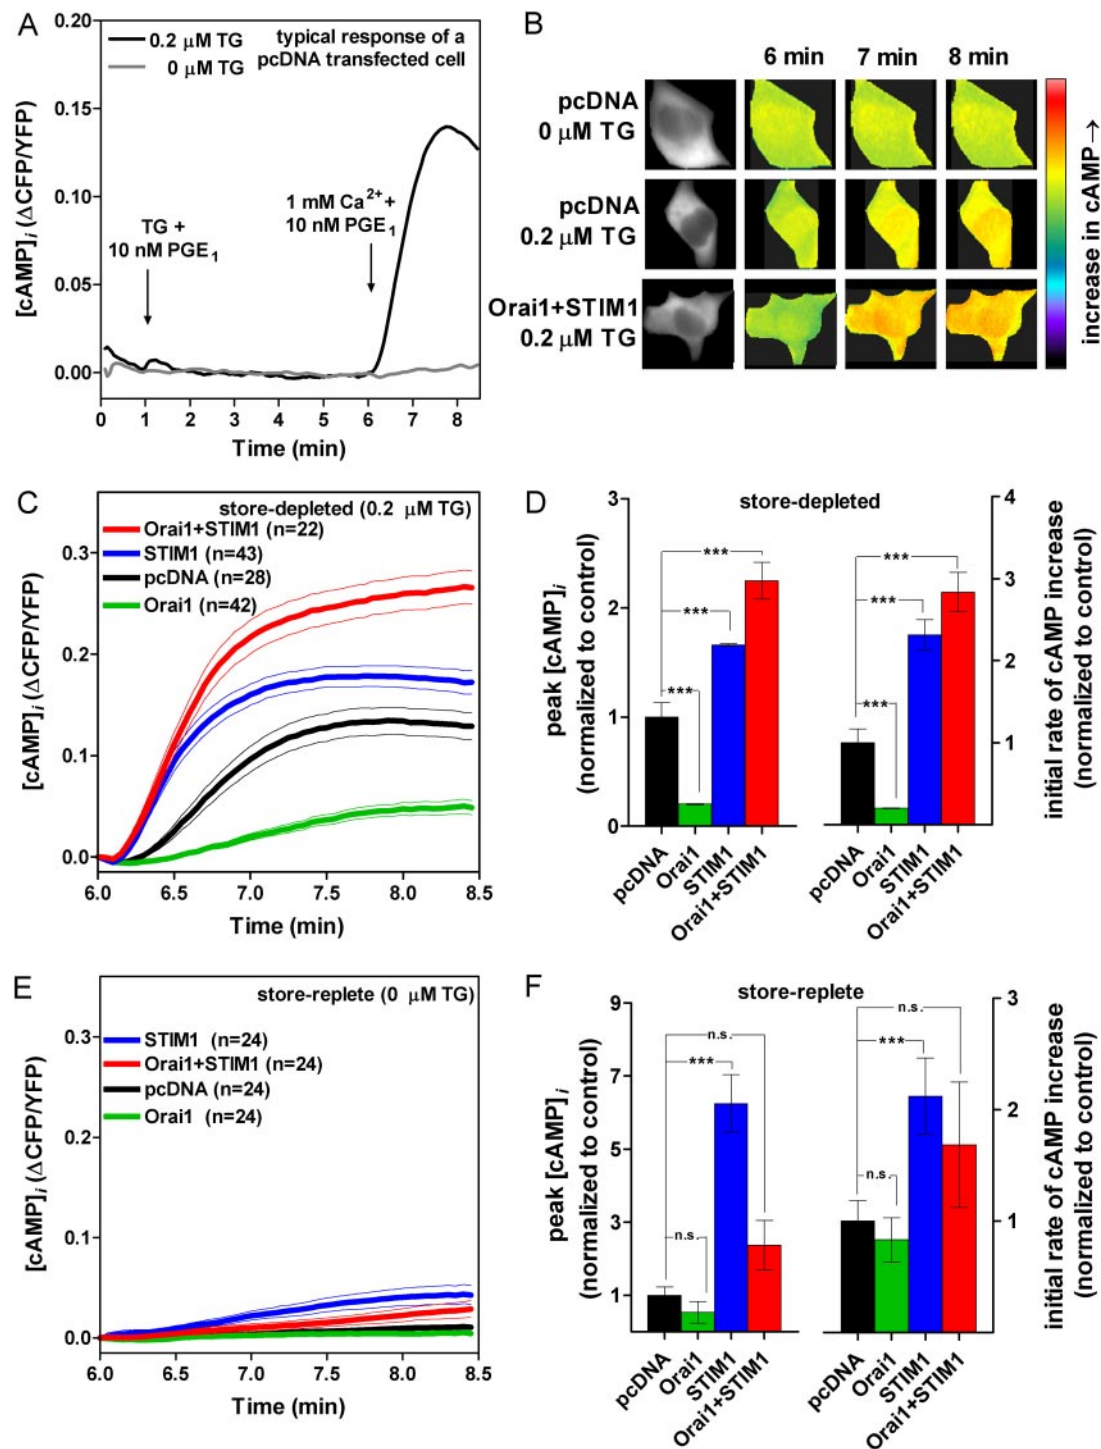 A
0.20
0.15
0.10
0.05
0.00
[cAMP]i (ΔCFP/YFP)
0.2 μM TG
0 μM TG
typical response of a
pcDNA transfected cell
TG +
10 nM PGE1
1 mM Ca2+ +
10 nM PGE1
0 1 2 3 4 5 6 7 8
Time (min)
B
6 min 7 min 8 min
pcDNA
0 μM TG
pcDNA
0.2 μM TG
Orai1+STIM1
0.2 μM TG
increase in cAMP→
C
store-depleted (0.2 μM TG)
Orai1+STIM1 (n=22)
STIM1 (n=43)
pcDNA (n=28)
Orai1 (n=42)
0.3
0.2
0.1
0.0
[cAMP]i (ΔCFP/YFP)
6.0 6.5 7.0 7.5 8.0 8.5
Time (min)
D
store-depleted
3
2
1
0
peak [cAMP]i
(normalized to control)
***
***
***
pcDNA
Orai1
STIM1
Orai1+STIM1
***
***
***
pcDNA
Orai1
STIM1
Orai1+STIM1
4
3
2
1
initial rate of cAMP increase
(normalized to control)
E
store-replete (0 μM TG)
STIM1 (n=24)
Orai1+STIM1 (n=24)
pcDNA (n=24)
Orai1 (n=24)
0.3
0.2
0.1
0.0
[cAMP]i (ΔCFP/YFP)
6.0 6.5 7.0 7.5 8.0 8.5
Time (min)
F
store-replete
9
7
5
3
1
peak [cAMP]i
(normalized to control)
n.s.
***
n.s.
pcDNA
Orai1
STIM1
Orai1+STIM1
n.s.
***
n.s.
pcDNA
Orai1
STIM1
Orai1+STIM1
3
2
1
0
initial rate of cAMP increase
(normalized to control)